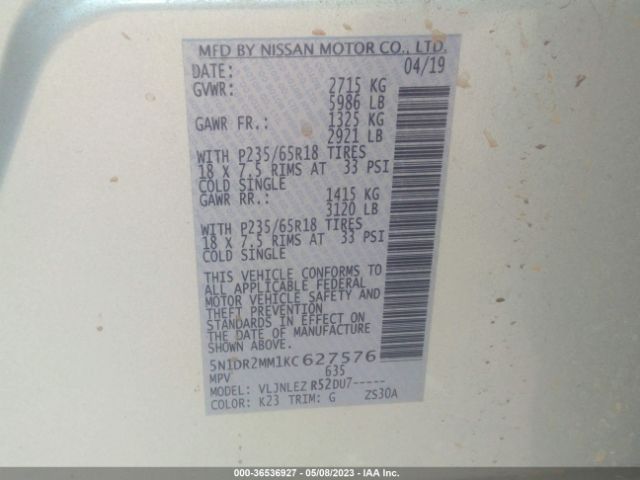 MFD BY NISSAN MOTOR CO., LTD.
DATE: 04/19
GVWR: 2715 KG
5986 LB
GAWR FR.: 1325 KG
2921 LB
WITH P235/65R18 TIRES
18 X 7.5 RIMS AT 33 PSI
COLD SINGLE
GAWR RR.: 1415 KG
3120 LB
WITH P235/65R18 TIRES
18 X 7.5 RIMS AT 33 PSI
COLD SINGLE
THIS VEHICLE CONFORMS TO
ALL APPLICABLE FEDERAL
MOTOR VEHICLE SAFETY AND
THEFT PREVENTION
STANDARDS IN EFFECT ON
THE DATE OF MANUFACTURE
SHOWN ABOVE.
5N1DR2MM1KC627576
MPV 635
MODEL: VLJNLEZ R52DU7-----
COLOR: K23 TRIM: G ZS30A
000-36536927 - 05/08/2023 - IAA Inc.